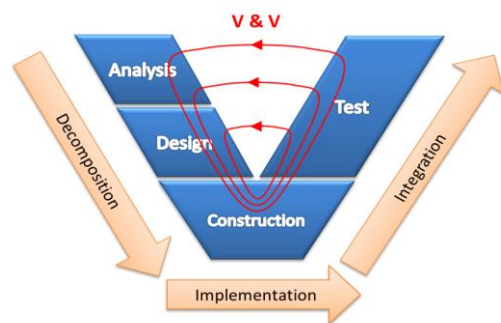 V & V
Analysis
Design
Test
Construction
Decomposition
Implementation
Integration